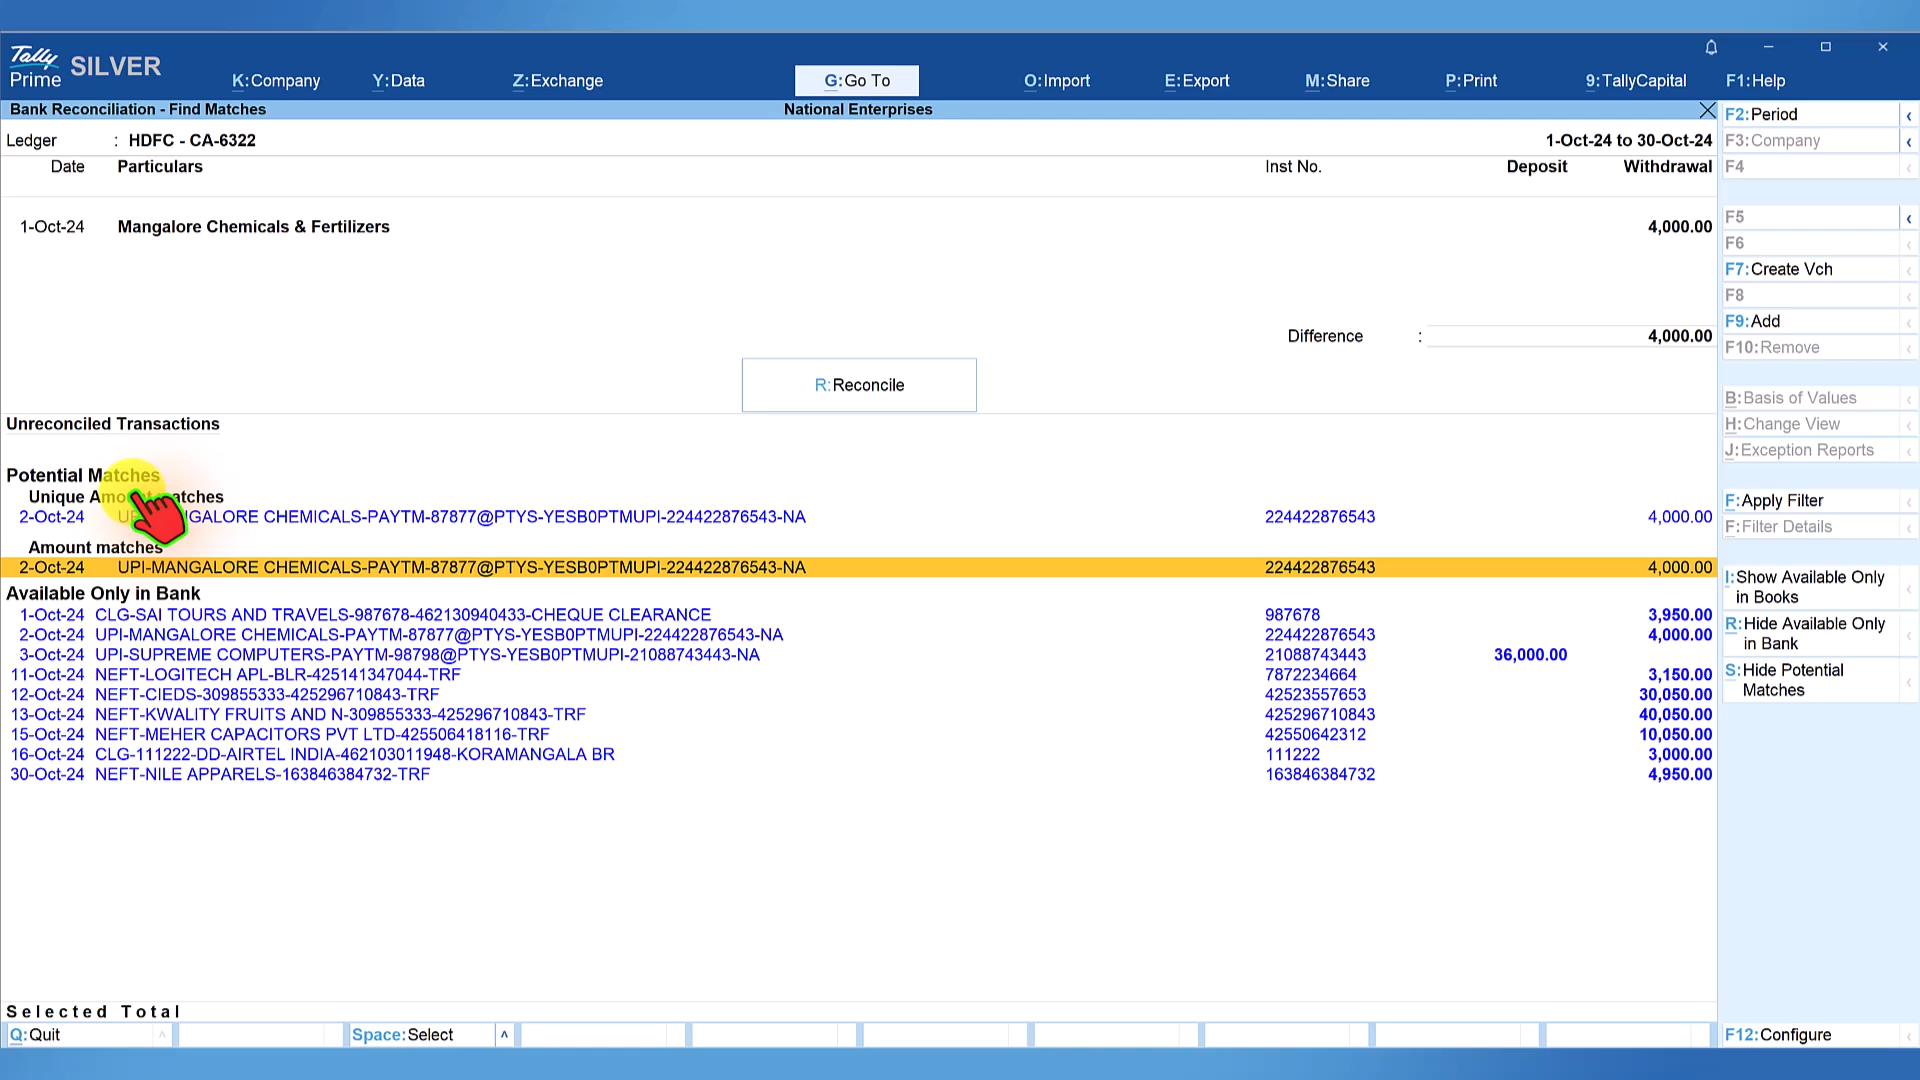 Tally
Prime SILVER
K:Company Y:Data Z:Exchange G:Go To O:Import E:Export M:Share P:Print 9:TallyCapital F1:Help
Bank Reconciliation - Find Matches National Enterprises
Ledger : HDFC - CA-6322 1-Oct-24 to 30-Oct-24
Date Particulars Inst No. Deposit Withdrawal
1-Oct-24 Mangalore Chemicals & Fertilizers 4,000.00
Difference : 4,000.00
R:Reconcile
Unreconciled Transactions
Potential Matches
Unique Amount matches
2-Oct-24 GALORE CHEMICALS-PAYTM-87877@PTYS-YESB0PTMUPI-224422876543-NA 224422876543 4,000.00
Amount matches
2-Oct-24 UPI-MANGALORE CHEMICALS-PAYTM-87877@PTYS-YESB0PTMUPI-224422876543-NA 224422876543 4,000.00
Available Only in Bank
1-Oct-24 CLG-SAI TOURS AND TRAVELS-987678-462130940433-CHEQUE CLEARANCE 987678 3,950.00
2-Oct-24 UPI-MANGALORE CHEMICALS-PAYTM-87877@PTYS-YESB0PTMUPI-224422876543-NA 224422876543 4,000.00
3-Oct-24 UPI-SUPREME COMPUTERS-PAYTM-98798@PTYS-YESB0PTMUPI-21088743443-NA 21088743443 36,000.00
11-Oct-24 NEFT-LOGITECH APL-BLR-425141347044-TRF 7872234664 3,150.00
12-Oct-24 NEFT-CIEDS-309855333-425296710843-TRF 42523557653 30,050.00
13-Oct-24 NEFT-KWALITY FRUITS AND N-309855333-425296710843-TRF 425296710843 40,050.00
15-Oct-24 NEFT-MEHER CAPACITORS PVT LTD-425506418116-TRF 42550642312 10,050.00
16-Oct-24 CLG-111222-DD-AIRTEL INDIA-462103011948-KORAMANGALA BR 111222 3,000.00
30-Oct-24 NEFT-NILE APPARELS-163846384732-TRF 163846384732 4,950.00
Selected Total
Q:Quit Space:Select
F2:Period
F3:Company
F4
F5
F6
F7:Create Vch
F8
F9:Add
F10:Remove
B:Basis of Values
H:Change View
J:Exception Reports
F:Apply Filter
F:Filter Details
I:Show Available Only
in Books
R:Hide Available Only
in Bank
S:Hide Potential
Matches
F12:Configure